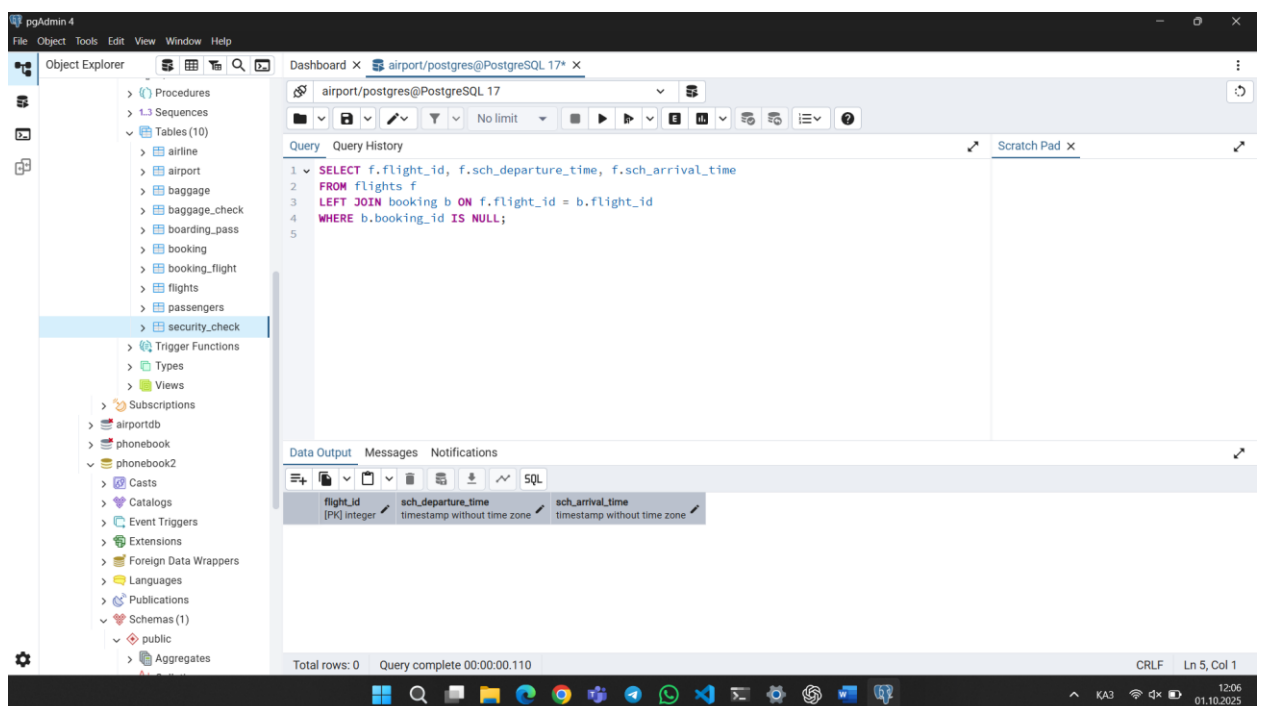 pgAdmin 4
File Object Tools Edit View Window Help
Object Explorer
Dashboard airport/postgres@PostgreSQL 17*
Procedures
1..3 Sequences
Tables (10)
airline
airport
baggage
baggage_check
boarding_pass
booking
booking_flight
flights
passengers
security_check
Trigger Functions
Types
Views
Subscriptions
airportdb
phonebook
phonebook2
Casts
Catalogs
Event Triggers
Extensions
Foreign Data Wrappers
Languages
Publications
Schemas (1)
public
Aggregates
airport/postgres@PostgreSQL 17
No limit
E
Query Query History
Scratch Pad
1 SELECT f.flight_id, f.sch_departure_time, f.sch_arrival_time
2 FROM flights f
3 LEFT JOIN booking b ON f.flight_id = b.flight_id
4 WHERE b.booking_id IS NULL;
5
Data Output Messages Notifications
SQL
flight_id sch_departure_time sch_arrival_time
[PK] integer timestamp without time zone timestamp without time zone
Total rows: 0 Query complete 00:00:00.110 CRLF Ln 5, Col 1
КАЗ 12:06
01.10.2025